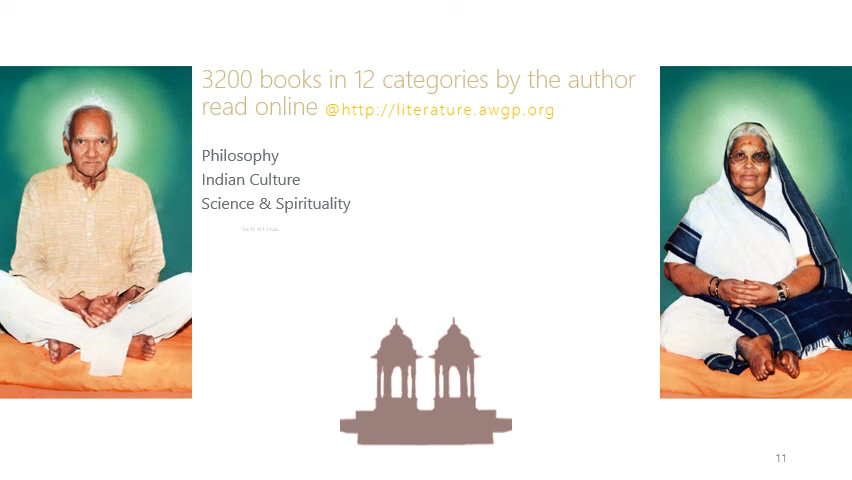 3200 books in 12 categories by the author
read online @http://literature.awgp.org
Philosophy
Indian Culture
Science & Spirituality
11